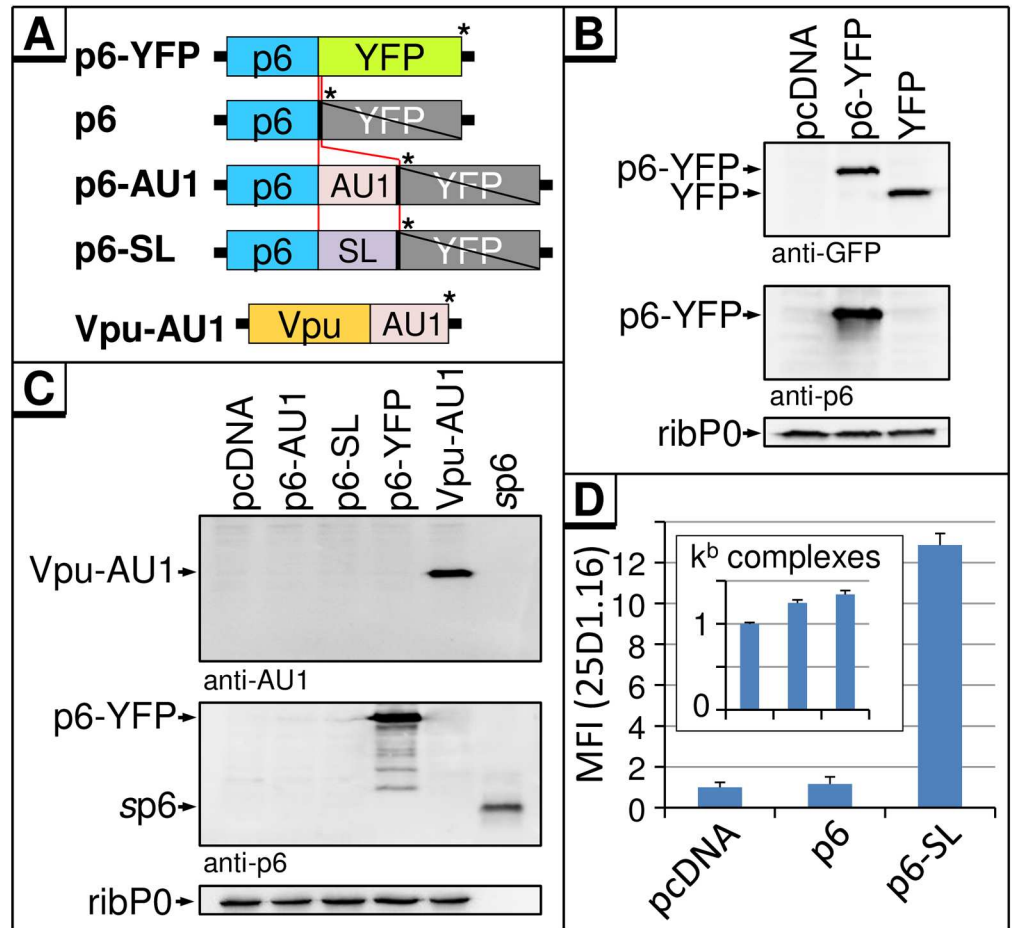 A
p6-YFP p6 YFP *
p6 p6 * YFP
p6-AU1 p6 AU1 * YFP
p6-SL p6 SL * YFP
Vpu-AU1 Vpu AU1 *
B
pcDNA p6-YFP YFP
p6-YFP
YFP
anti-GFP
p6-YFP
anti-p6
ribP0
C
pcDNA p6-AU1 p6-SL p6-YFP Vpu-AU1 sp6
Vpu-AU1
anti-AU1
p6-YFP
sp6
anti-p6
ribP0
D
MFI (25D1.16)
12
10
8
6
4
2
0
kᵇ complexes
1
0
pcDNA p6 p6-SL